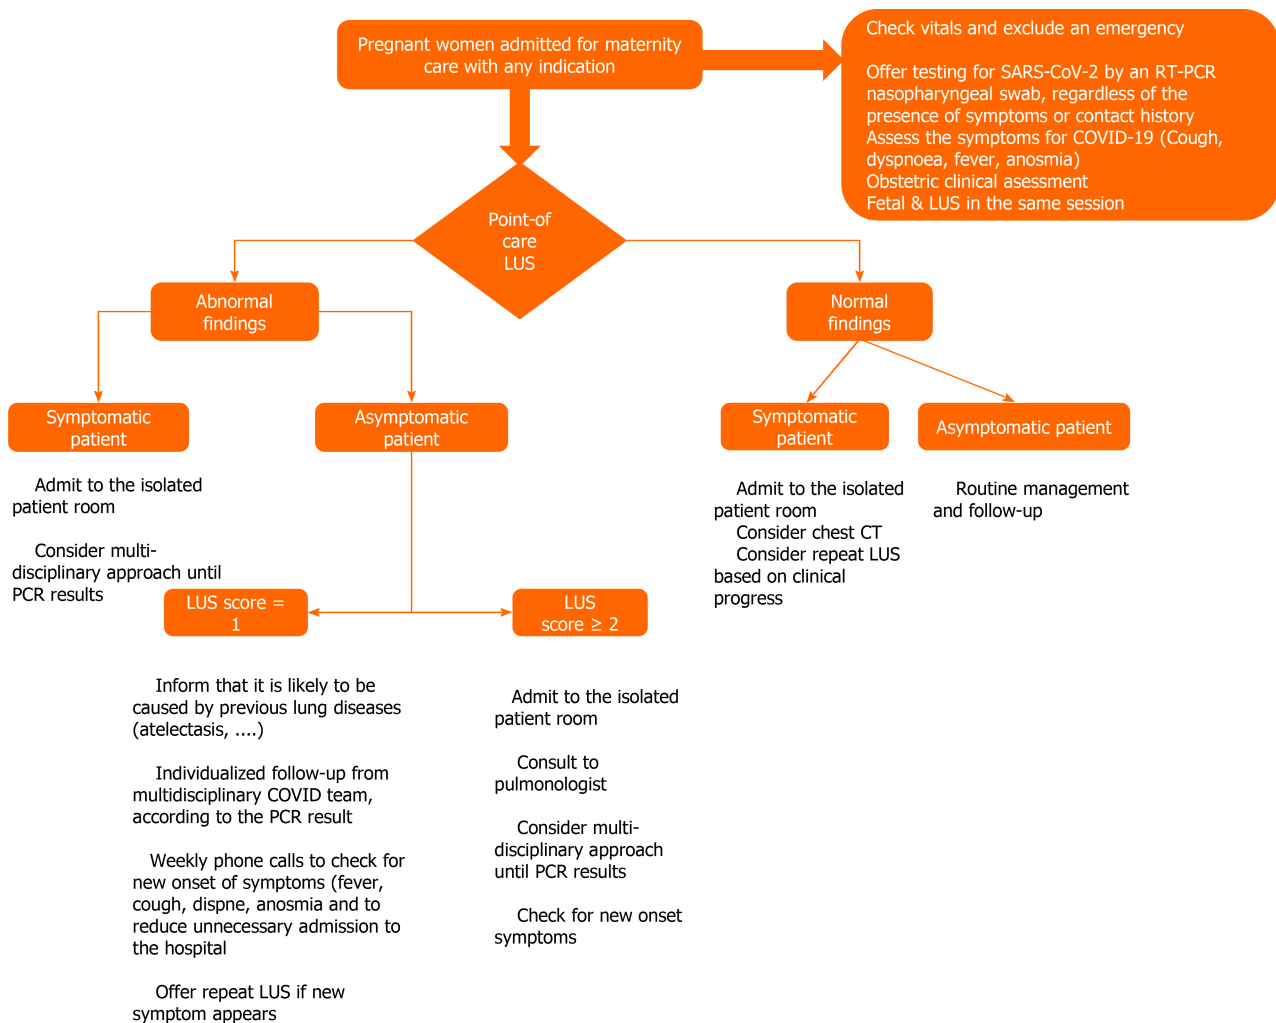 Pregnant women admitted for maternity
care with any indication
Check vitals and exclude an emergency
Offer testing for SARS-CoV-2 by an RT-PCR
nasopharyngeal swab, regardless of the
presence of symptoms or contact history
Assess the symptoms for COVID-19 (Cough,
dyspnoea, fever, anosmia)
Obstetric clinical asessment
Fetal & LUS in the same session
Point-of
care
LUS
Abnormal
findings
Normal
findings
Symptomatic
patient
Asymptomatic
patient
Symptomatic
patient
Asymptomatic patient
Admit to the isolated
patient room
Consider multi-
disciplinary approach until
PCR results
Admit to the isolated
patient room
Consider chest CT
Consider repeat LUS
based on clinical
progress
Routine management
and follow-up
LUS score =
1
LUS
score ≥ 2
Inform that it is likely to be
caused by previous lung diseases
(atelectasis, ....)
Individualized follow-up from
multidisciplinary COVID team,
according to the PCR result
Weekly phone calls to check for
new onset of symptoms (fever,
cough, dispne, anosmia and to
reduce unnecessary admission to
the hospital
Offer repeat LUS if new
symptom appears
Admit to the isolated
patient room
Consult to
pulmonologist
Consider multi-
disciplinary approach
until PCR results
Check for new onset
symptoms